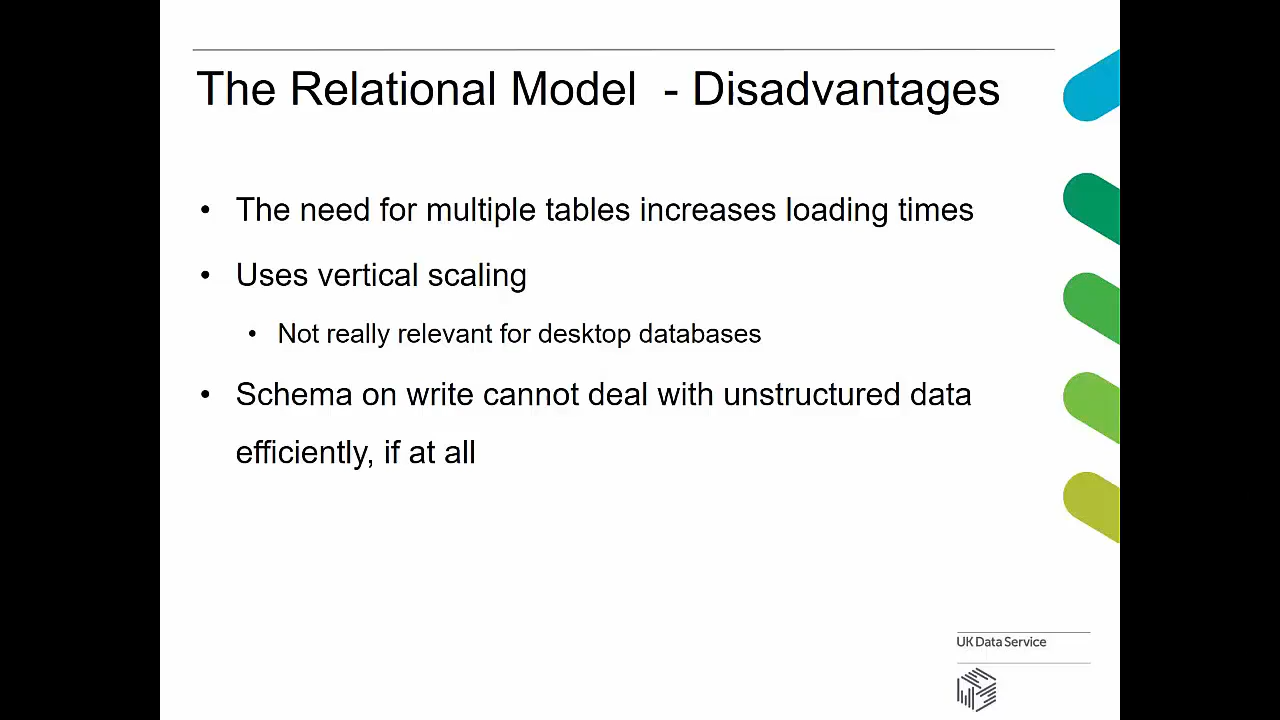 The Relational Model - Disadvantages
• The need for multiple tables increases loading times
• Uses vertical scaling
• Not really relevant for desktop databases
• Schema on write cannot deal with unstructured data
efficiently, if at all
UK Data Service